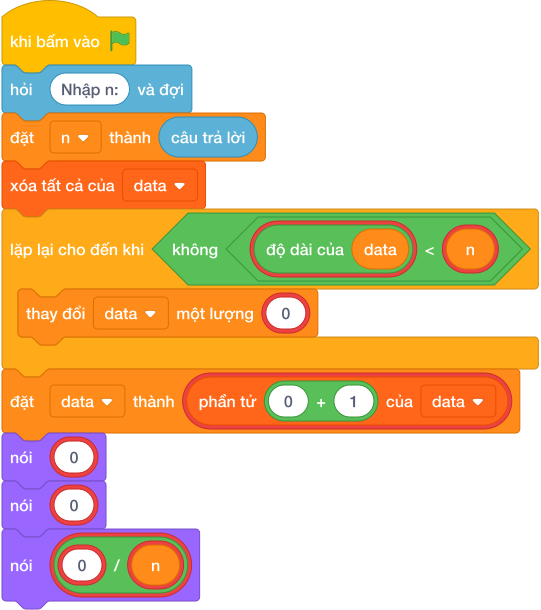 khi bấm vào
hỏi Nhập n: và đợi
đặt n thành câu trả lời
xóa tất cả của data
lặp lại cho đến khi không độ dài của data < n
thay đổi data một lượng 0
đặt data thành phần tử 0 + 1 của data
nói 0
nói 0
nói 0 / n